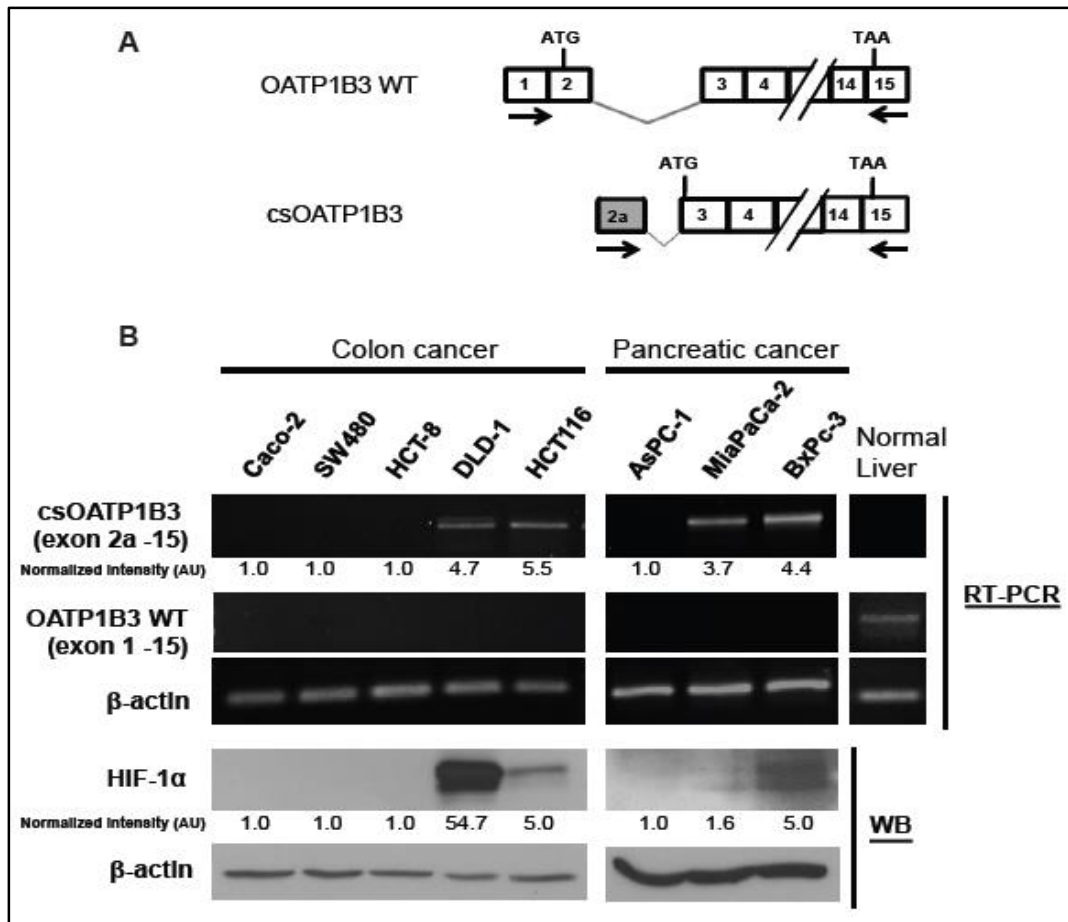 A
ATG
TAA
OATP1B3 WT
1 2 3 4 14 15
ATG
TAA
csOATP1B3
2a 3 4 14 15
B
Colon cancer
Pancreatic cancer
Caco-2
SW480
HCT-8
DLD-1
HCT116
AsPC-1
MiaPaCa-2
BxPc-3
Normal
Liver
csOATP1B3
(exon 2a -15)
Normalized Intensity (AU) 1.0 1.0 1.0 4.7 5.5 1.0 3.7 4.4
OATP1B3 WT
(exon 1 -15)
RT-PCR
β-actin
HIF-1α
Normalized Intensity (AU) 1.0 1.0 1.0 54.7 5.0 1.0 1.6 5.0
WB
β-actin